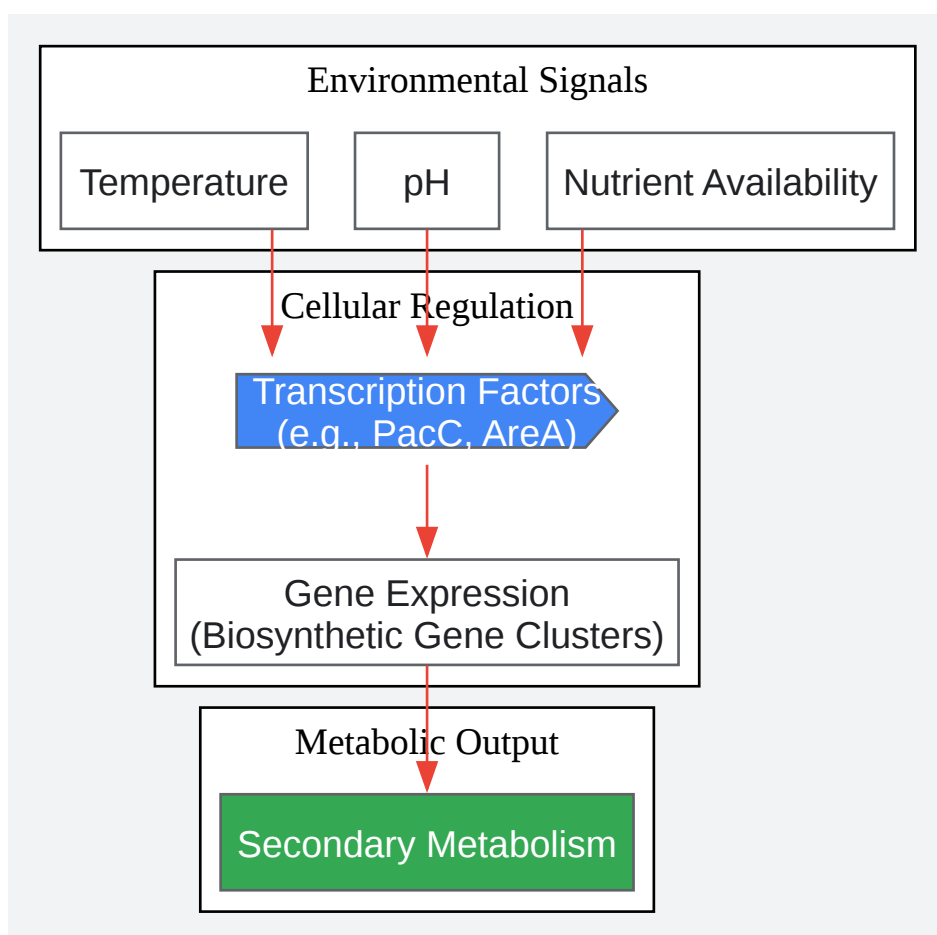 Environmental Signals
Temperature
pH
Nutrient Availability
Cellular Regulation
Transcription Factors
(e.g., PacC, AreA)
Gene Expression
(Biosynthetic Gene Clusters)
Metabolic Output
Secondary Metabolism